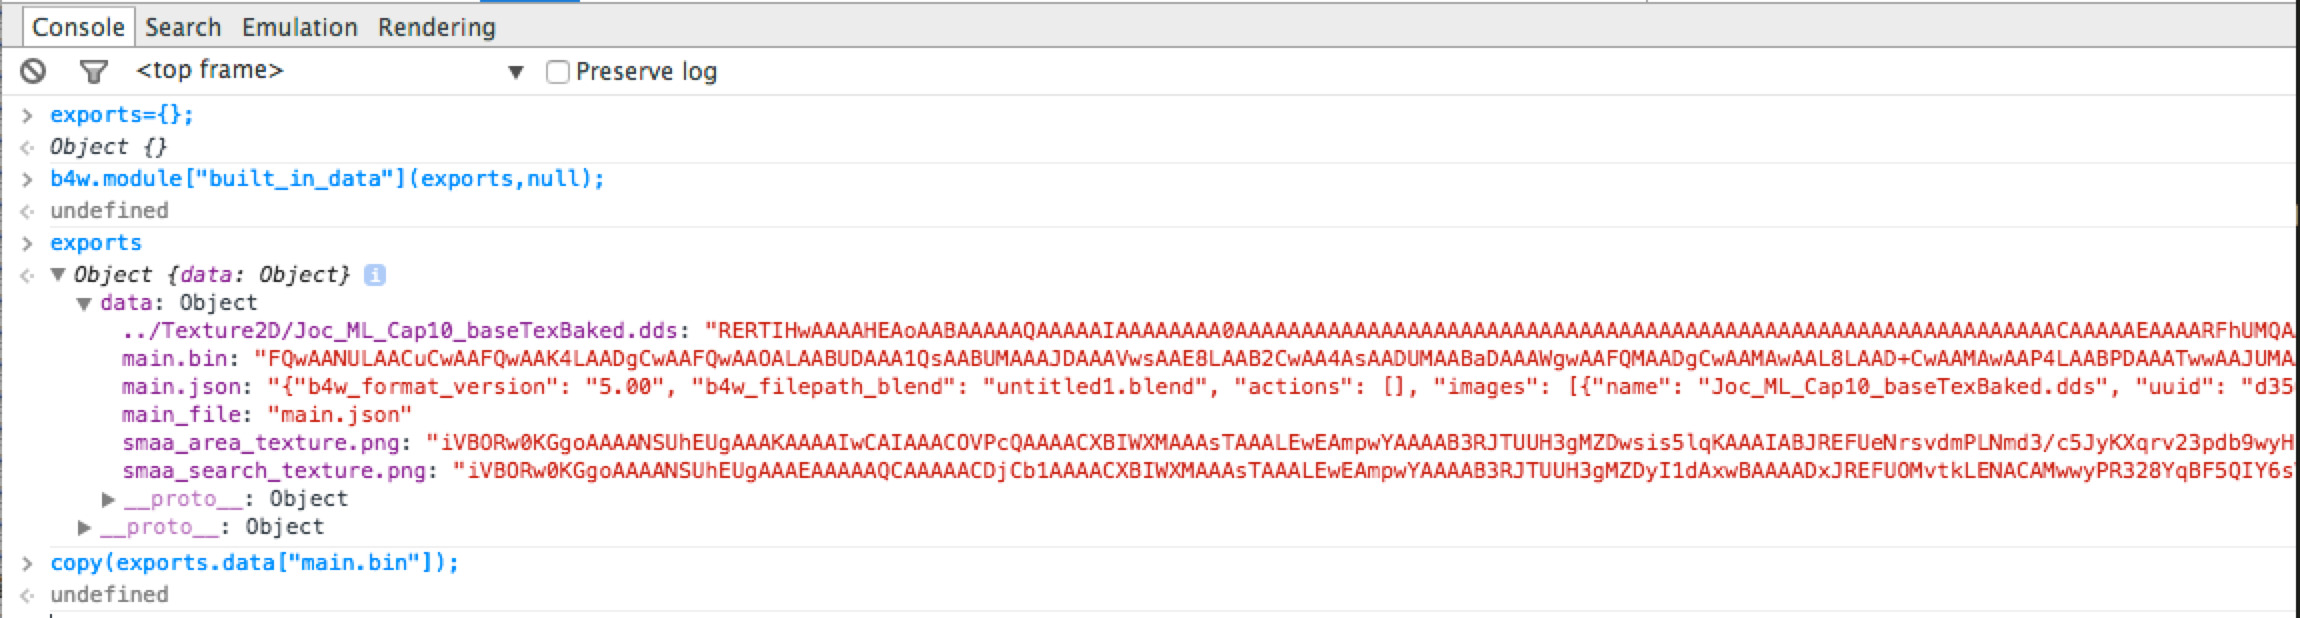 Console Search Emulation Rendering
<top frame> ▼ Preserve log
> exports={};
<· Object {}
> b4w.module["built_in_data"](exports,null);
<· undefined
> exports
<· ▼ Object {data: Object} i
▼ data: Object
../Texture2D/Joc_ML_Cap10_baseTexBaked.dds:
main.bin: "FQwAANULAACuCwAAFQwAAK4LAADgCwAAFQwAAOALAABUDAAA1QsAABUMAAAJDAAAVwsAAE8LAAB2CwAA4AsAADUMAABaDAAAWgwAAFQMAADgCwAAMAwAAL8LAAD+CwAAMAwAAP4LAABPDAAATwwAAJUMA
main.json: "{"b4w_format_version": "5.00", "b4w_filepath_blend": "untitled1.blend", "actions": [], "images": [{"name": "Joc_ML_Cap10_baseTexBaked.dds", "uuid": "d35
main_file: "main.json"
smaa_area_texture.png: "iVBORw0KGgoAAAANSUhEUgAAAKAAAAIwCAIAAACOVPcQAAAACXBIWXMAAAsTAAALEwEAmpwYAAAAB3RJTUUH3gMZDwsis5lqKAAAIABJREFUeNrsvdmPLNmd3/c5JyKXqrv23pdb9wyH
smaa_search_texture.png: "iVBORw0KGgoAAAANSUhEUgAAAEAAAAAQCAAAAACDjCb1AAAACXBIWXMAAAsTAAALEwEAmpwYAAAAB3RJTUUH3gMZDyI1dAxwBAAAADxJREFUOMvtkLENACAMwwyPR328YqBF5QIY6s
▶ __proto__: Object
▶ __proto__: Object
> copy(exports.data["main.bin"]);
<· undefined